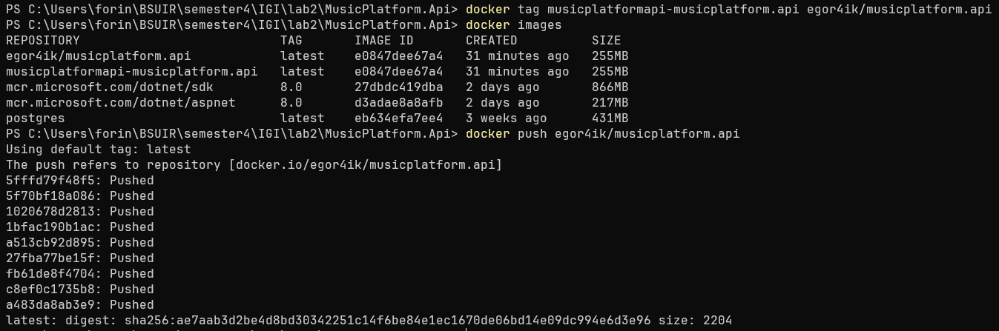 PS C:\Users\forin\BSUIR\semester4\IGI\lab2\MusicPlatform.Api> docker tag musicplatformapi-musicplatform.api egor4ik/musicplatform.api
PS C:\Users\forin\BSUIR\semester4\IGI\lab2\MusicPlatform.Api> docker images
REPOSITORY TAG IMAGE ID CREATED SIZE
egor4ik/musicplatform.api latest e0847dee67a4 31 minutes ago 255MB
musicplatformapi-musicplatform.api latest e0847dee67a4 31 minutes ago 255MB
mcr.microsoft.com/dotnet/sdk 8.0 27dbdc419dba 2 days ago 866MB
mcr.microsoft.com/dotnet/aspnet 8.0 d3adae8a8afb 2 days ago 217MB
postgres latest eb634efa7ee4 3 weeks ago 431MB
PS C:\Users\forin\BSUIR\semester4\IGI\lab2\MusicPlatform.Api> docker push egor4ik/musicplatform.api
Using default tag: latest
The push refers to repository [docker.io/egor4ik/musicplatform.api]
5fffd79f48f5: Pushed
5f70bf18a086: Pushed
1020678d2813: Pushed
1bfac190b1ac: Pushed
a513cb92d895: Pushed
27fba77be15f: Pushed
fb61de8f4704: Pushed
c8ef0c1735b8: Pushed
a483da8ab3e9: Pushed
latest: digest: sha256:ae7aab3d2be4d8bd30342251c14f6be84e1ec1670de06bd14e09dc994e6d3e96 size: 2204